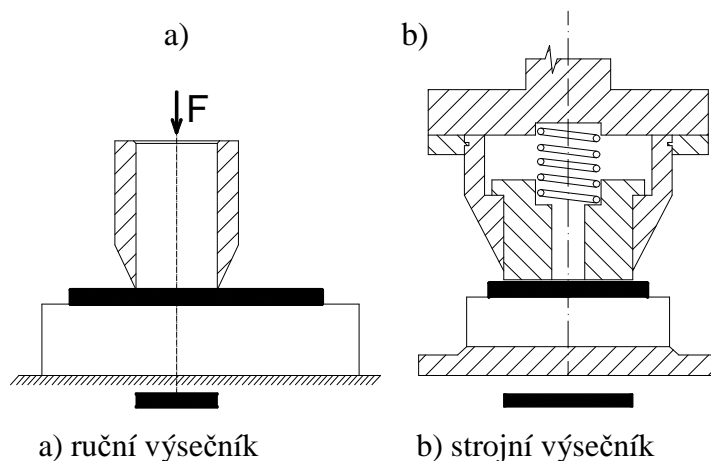 a)
b)
F
a) ruční výsečník
b) strojní výsečník